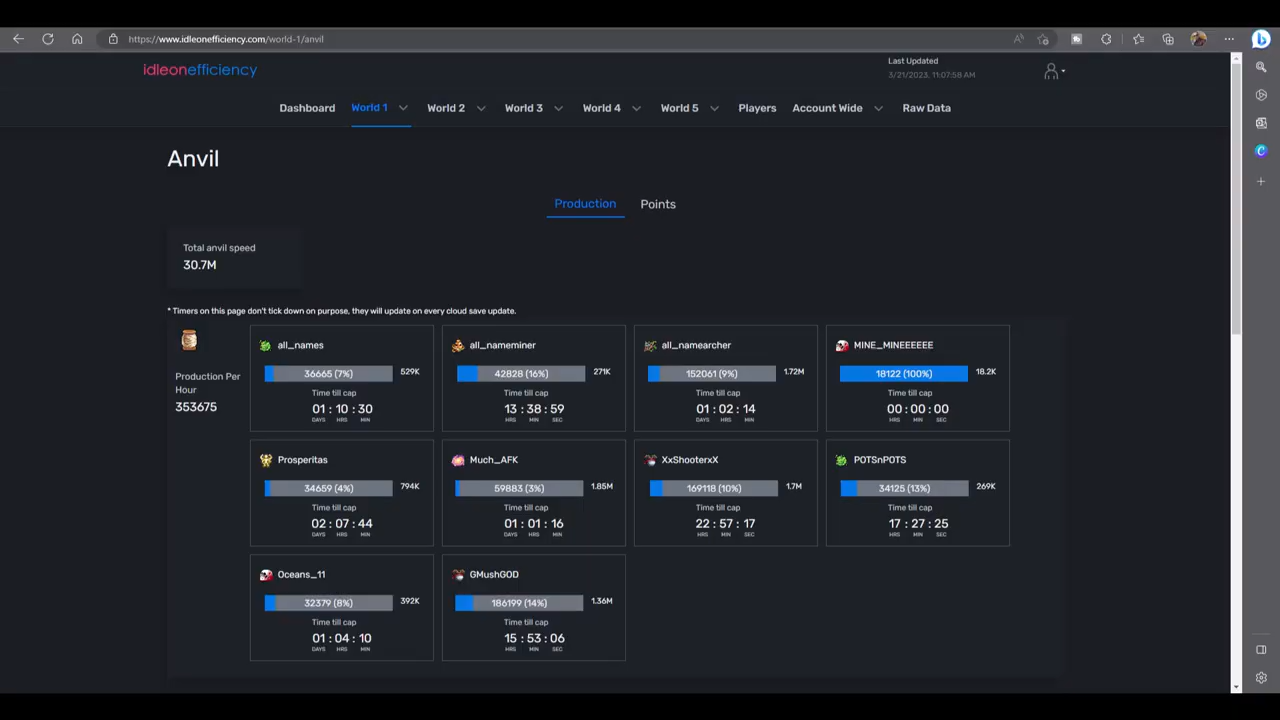 https://www.idleonefficiency.com/world-1/anvil
idleonefficiency
Last Updated
3/21/2023, 11:07:58 AM
Dashboard World 1 World 2 World 3 World 4 World 5 Players Account Wide Raw Data
Anvil
Production Points
Total anvil speed
30.7M
* Timers on this page don't tick down on purpose, they will update on every cloud save update.
Production Per
Hour
353675
all_names
36665 (7%) 529K
Time till cap
01 : 10 : 30
DAYS HRS MIN
all_nameminer
42828 (16%) 271K
Time till cap
13 : 38 : 59
HRS MIN SEC
all_namearcher
152061 (9%) 1.72M
Time till cap
01 : 02 : 14
DAYS HRS MIN
MINE_MINEEEEEE
18122 (100%) 18.2K
Time till cap
00 : 00 : 00
HRS MIN SEC
Prosperitas
34659 (4%) 794K
Time till cap
02 : 07 : 44
DAYS HRS MIN
Much_AFK
59883 (3%) 1.85M
Time till cap
01 : 01 : 16
DAYS HRS MIN
XxShooterxX
169118 (10%) 1.7M
Time till cap
22 : 57 : 17
HRS MIN SEC
POTSnPOTS
34125 (13%) 269K
Time till cap
17 : 27 : 25
HRS MIN SEC
Oceans_11
32379 (8%) 392K
Time till cap
01 : 04 : 10
DAYS HRS MIN
GMushGOD
186199 (14%) 1.36M
Time till cap
15 : 53 : 06
HRS MIN SEC